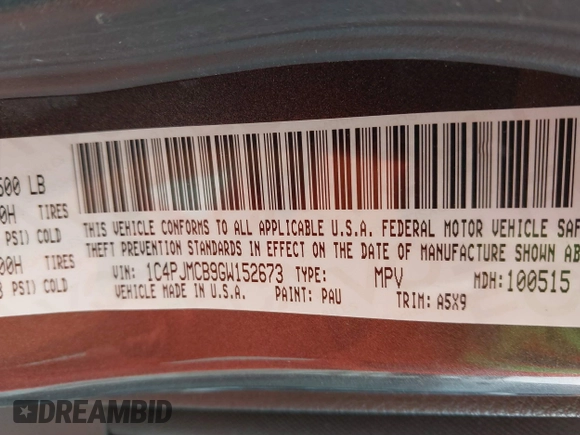 500 LB
0H TIRES
PSI) COLD
00H TIRES
PSI) COLD
THIS VEHICLE CONFORMS TO ALL APPLICABLE U.S.A. FEDERAL MOTOR VEHICLE SAF
THEFT PREVENTION STANDARDS IN EFFECT ON THE DATE OF MANUFACTURE SHOWN AB
VIN: 1C4PJMCB9GW152673 TYPE: MPV MDH:100515
VEHICLE MADE IN U.S.A. PAINT: PAU TRIM: A5X9
DREAMBID